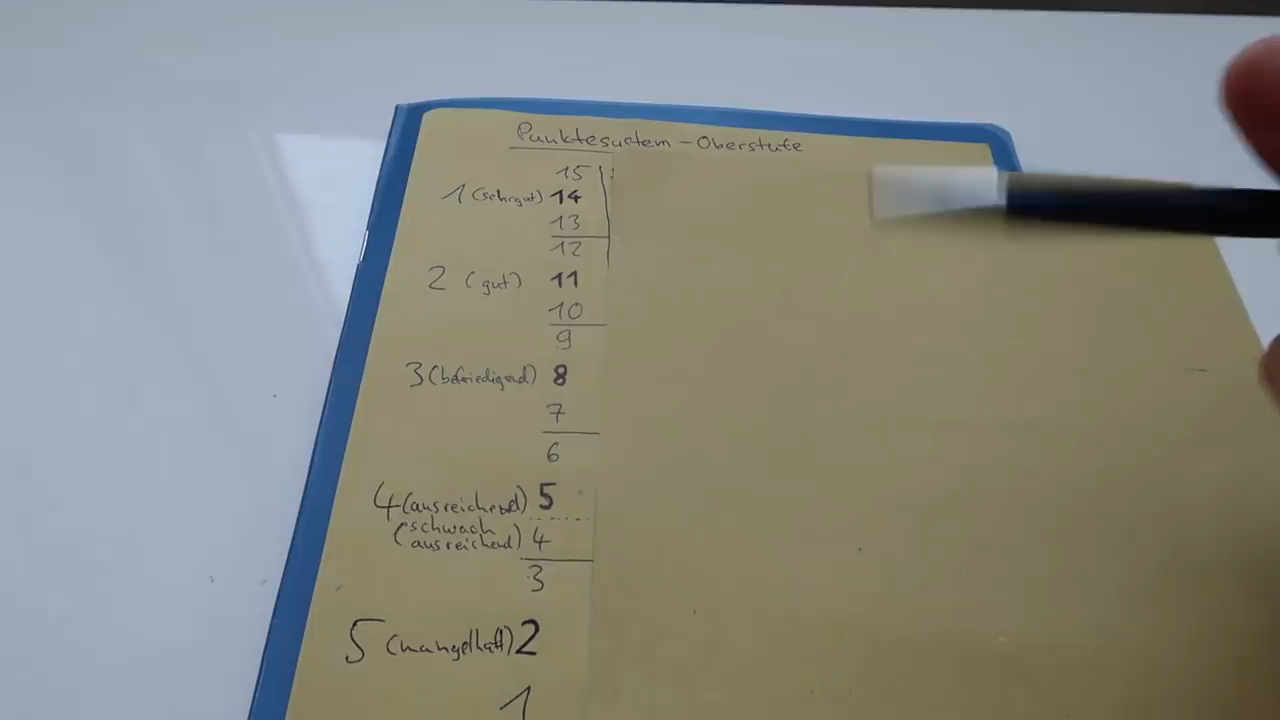 Punktesystem - Oberstufe
15
1 (sehr gut) 14
13
12
2 (gut) 11
10
9
3 (befriedigend) 8
7
6
4 (ausreichend) 5
(schwach
ausreichend) 4
3
5 (mangelhaft) 2
1